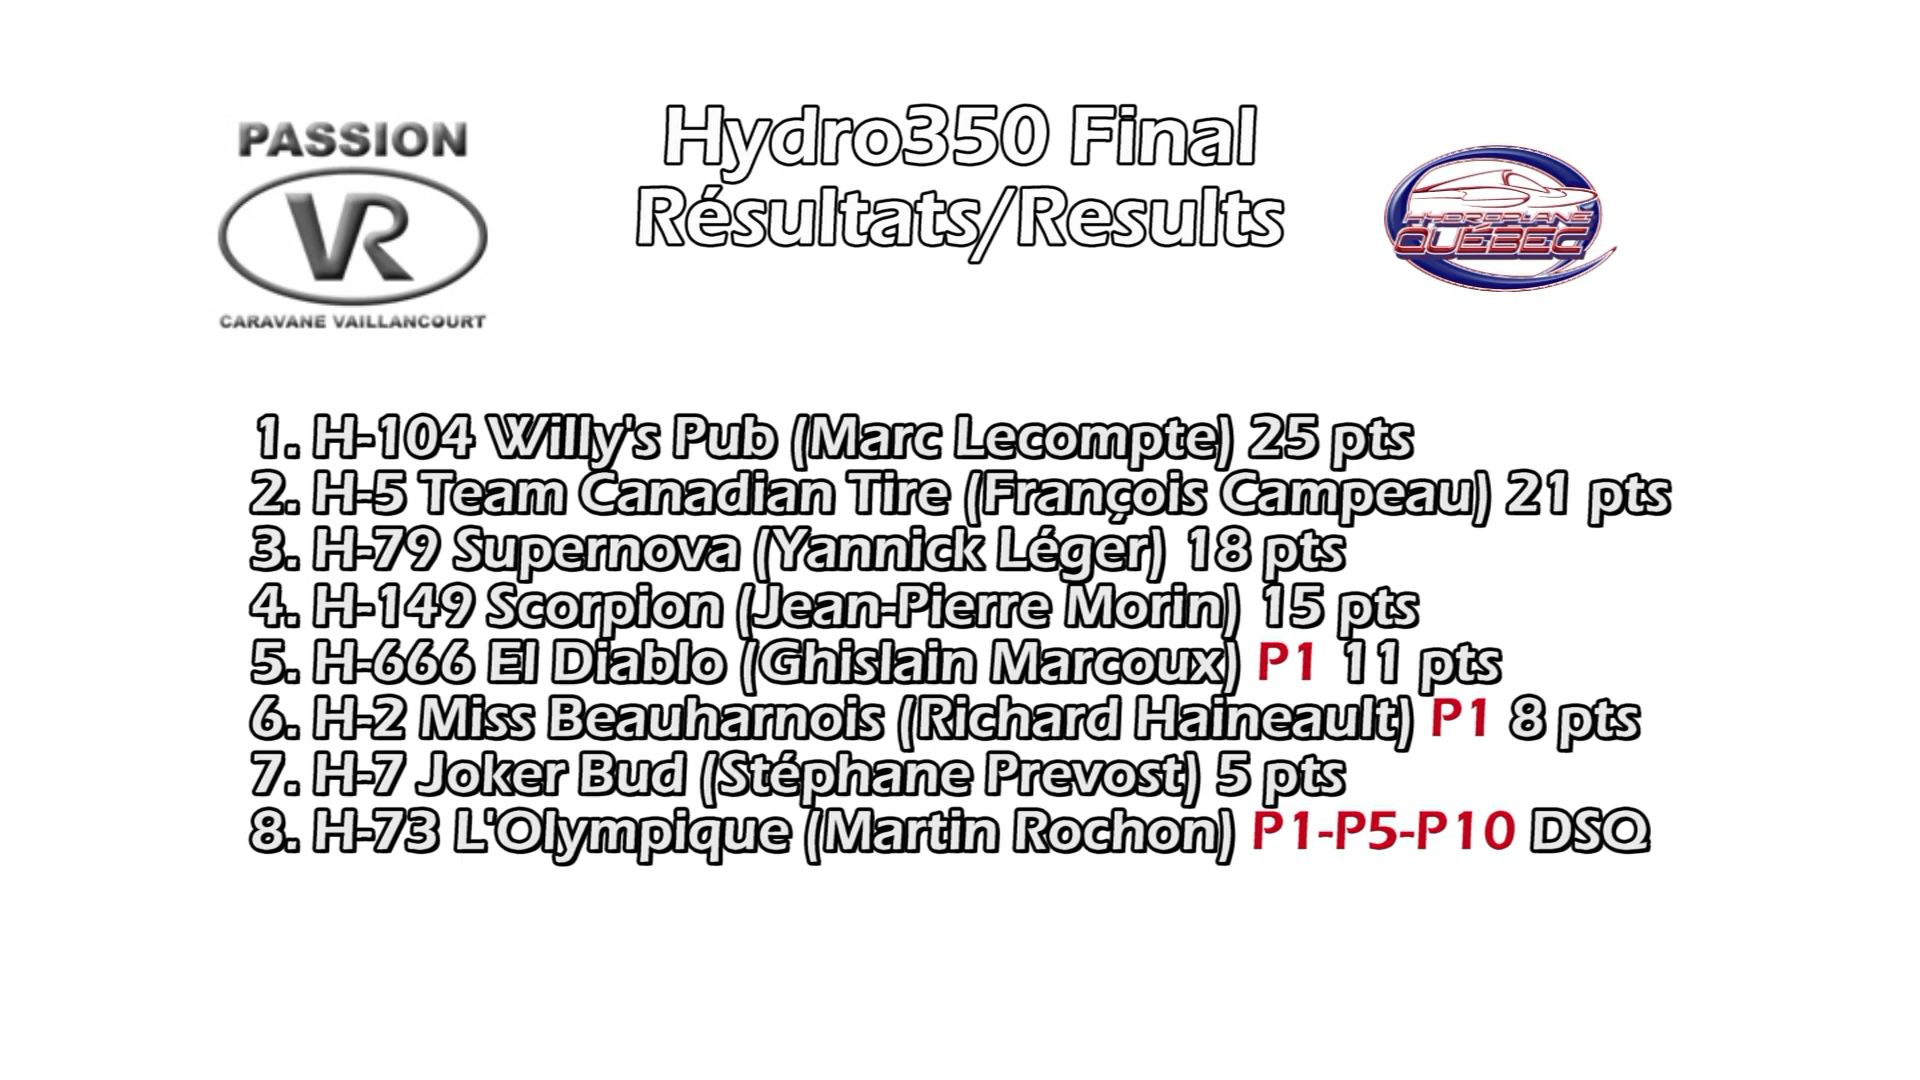 PASSION
VR
CARAVANE VAILLANCOURT
Hydro350 Final
Résultats/Results
HYDROPLANE
QUÉBEC
1. H-104 Willy's Pub (Marc Lecompte) 25 pts
2. H-5 Team Canadian Tire (François Campeau) 21 pts
3. H-79 Supernova (Yannick Léger) 18 pts
4. H-149 Scorpion (Jean-Pierre Morin) 15 pts
5. H-666 El Diablo (Ghislain Marcoux) P1 11 pts
6. H-2 Miss Beauharnois (Richard Haineault) P1 8 pts
7. H-7 Joker Bud (Stéphane Prevost) 5 pts
8. H-73 L'Olympique (Martin Rochon) P1-P5-P10 DSQ